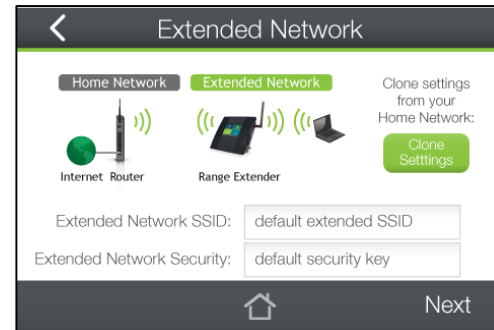 Extended Network
Home Network
Extended Network
Clone settings
from your
Home Network:
Clone
Setttings
Internet Router
Range Extender
Extended Network SSID:
default extended SSID
Extended Network Security:
default security key
Next